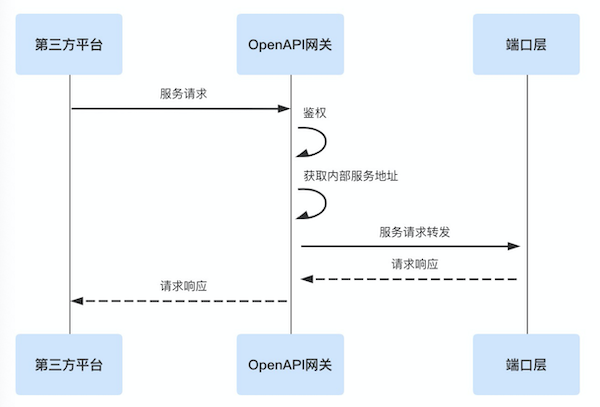 第三方平台
OpenAPI网关
端口层
服务请求
鉴权
获取内部服务地址
服务请求转发
请求响应
请求响应
第三方平台
OpenAPI网关
端口层